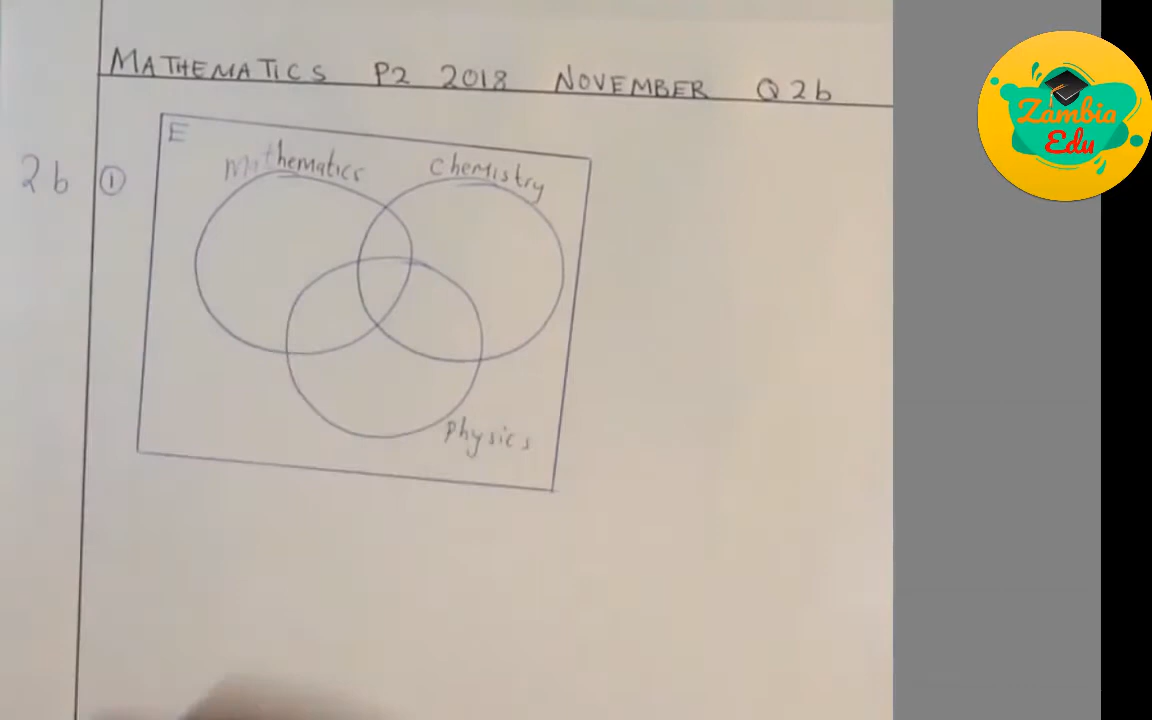 MATHEMATICS P2 2018 NOVEMBER Q2b
2b ①
E
Mathematics
Chemistry
Physics
Zambia
Edu